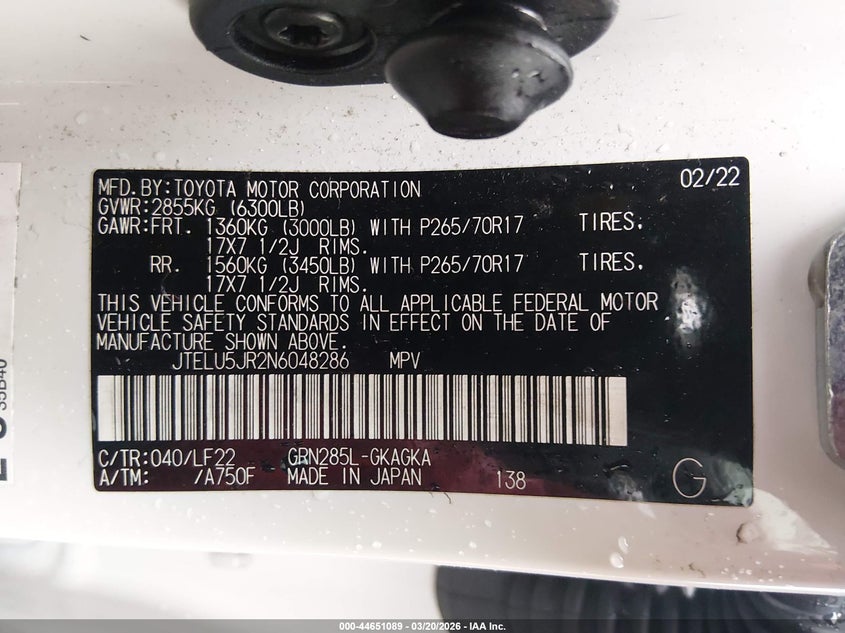 MFD.BY:TOYOTA MOTOR CORPORATION 02/22
GVWR:2855KG (6300LB)
GAWR:FRT. 1360KG (3000LB) WITH P265/70R17 TIRES,
17X7 1/2J RIMS.
RR. 1560KG (3450LB) WITH P265/70R17 TIRES,
17X7 1/2J RIMS.
THIS VEHICLE CONFORMS TO ALL APPLICABLE FEDERAL MOTOR
VEHICLE SAFETY STANDARDS IN EFFECT ON THE DATE OF
MANUFACTURE SHOWN ABOVE.
JTELU5JR2N6048286 MPV
C/TR:040/LF22 GRN285L-GKAGKA
A/TM: /A750F MADE IN JAPAN 138 G
35B40
000-44651089 - 03/20/2026 - IAA Inc.